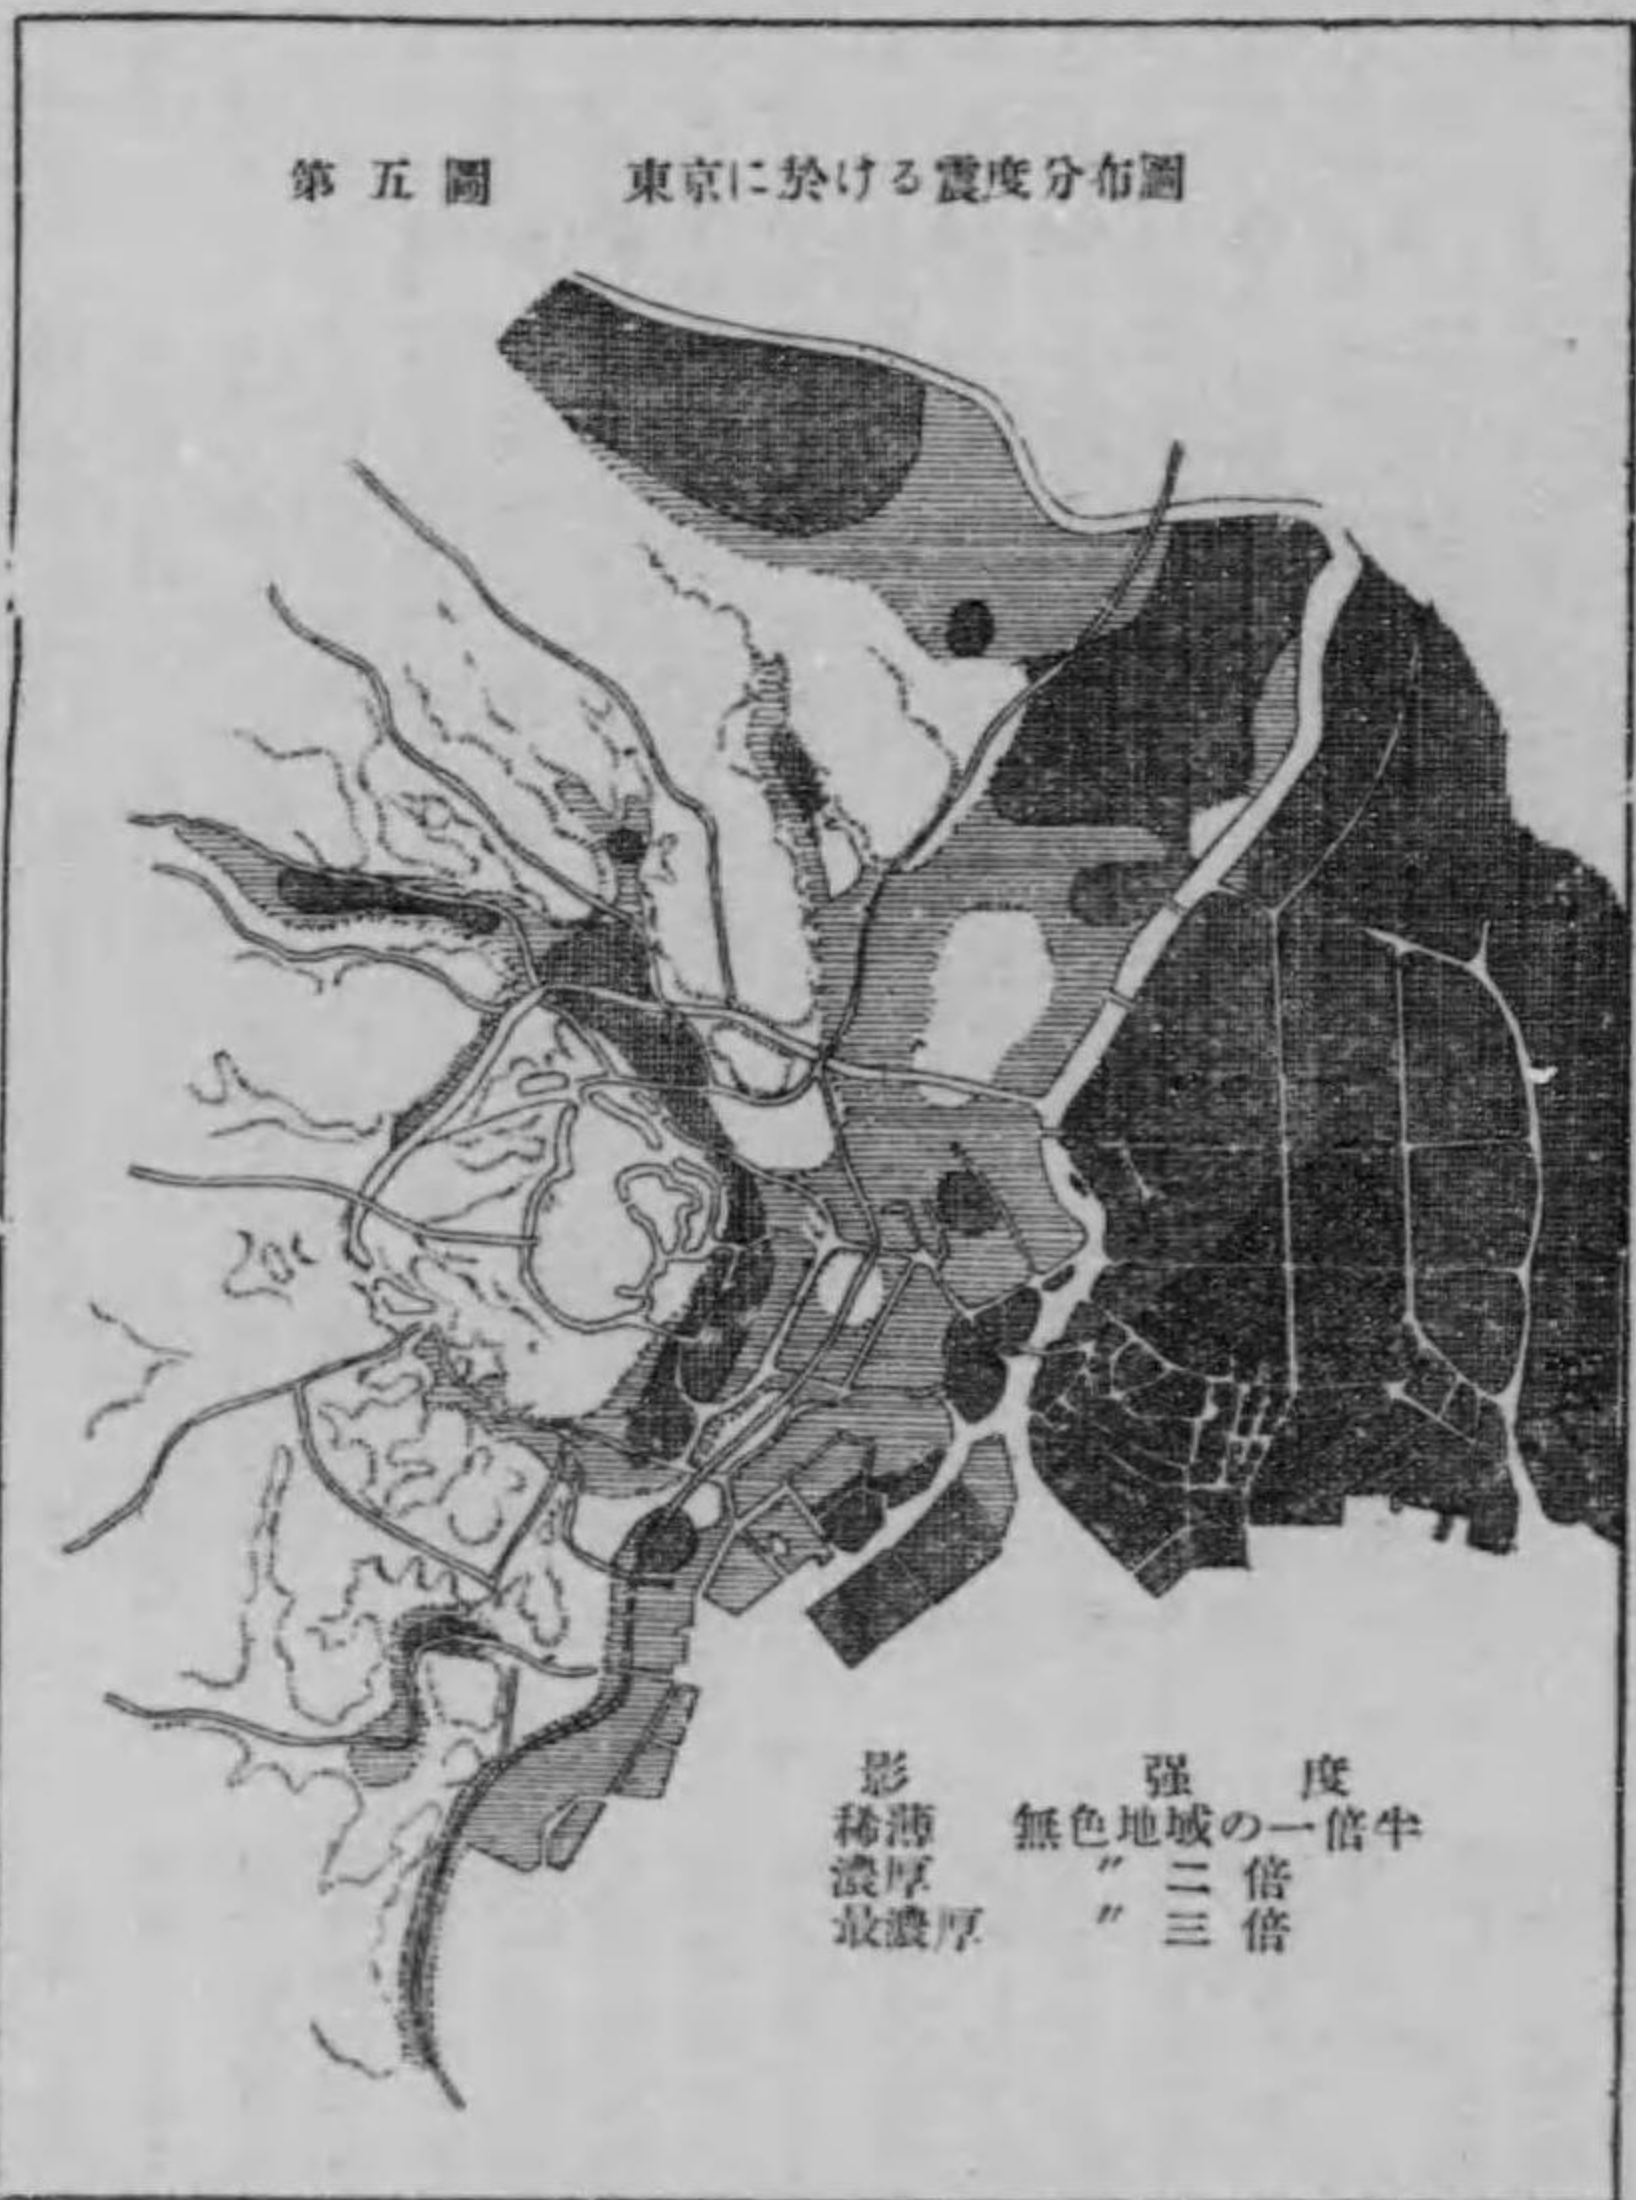 第五圖 東京に於ける震度分布圖
影 强度
稀薄 無色地域の一倍半
濃厚 〃 二倍
最濃厚 〃 三倍